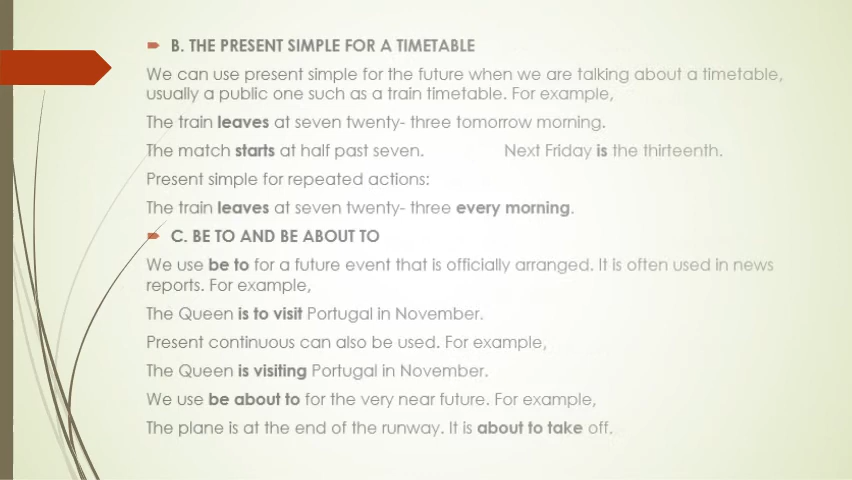 B. THE PRESENT SIMPLE FOR A TIMETABLE
We can use present simple for the future when we are talking about a timetable,
usually a public one such as a train timetable. For example,
The train leaves at seven twenty- three tomorrow morning.
The match starts at half past seven. Next Friday is the thirteenth.
Present simple for repeated actions:
The train leaves at seven twenty- three every morning.
C. BE TO AND BE ABOUT TO
We use be to for a future event that is officially arranged. It is often used in news
reports. For example,
The Queen is to visit Portugal in November.
Present continuous can also be used. For example,
The Queen is visiting Portugal in November.
We use be about to for the very near future. For example,
The plane is at the end of the runway. It is about to take off.